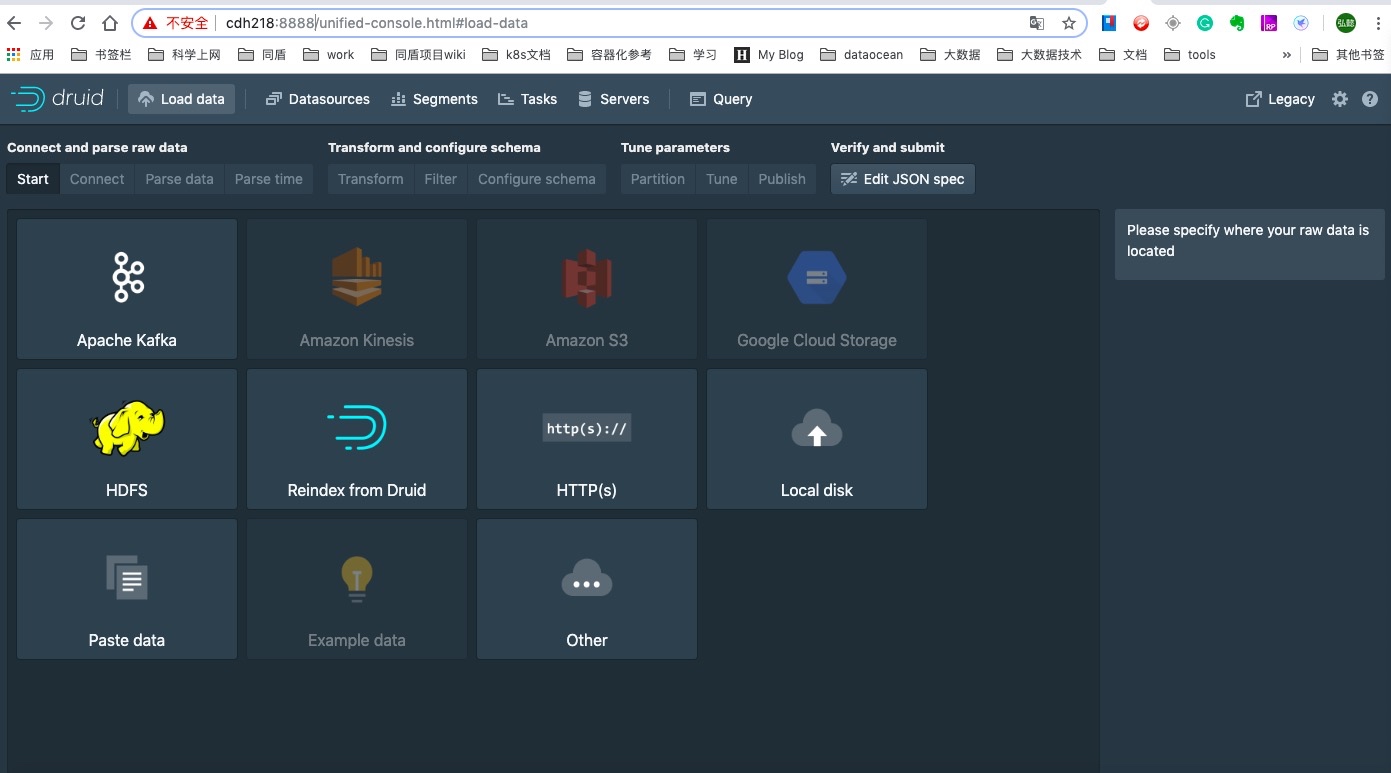 不安全 cdh218:8888/unified-console.html#load-data
应用 书签栏 科学上网 同盾 work 同盾项目wiki k8s文档 容器化参考 学习 H My Blog dataocean 大数据 大数据技术 文档 tools » 其他书签
druid Load data Datasources Segments Tasks Servers Query Legacy
Connect and parse raw data Transform and configure schema Tune parameters Verify and submit
Start Connect Parse data Parse time Transform Filter Configure schema Partition Tune Publish Edit JSON spec
Please specify where your raw data is
located
Apache Kafka Amazon Kinesis Amazon S3 Google Cloud Storage
http(s)://
HDFS Reindex from Druid HTTP(s) Local disk
Paste data Example data Other